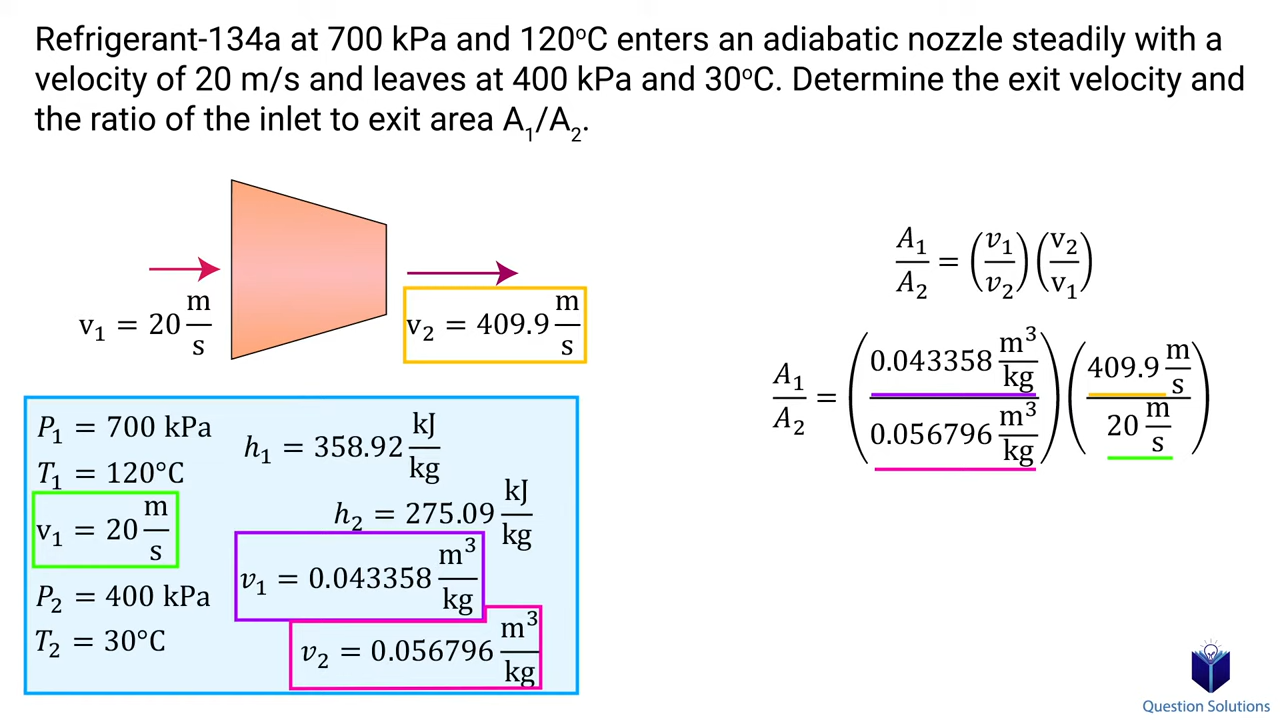 Refrigerant-134a at 700 kPa and 120°C enters an adiabatic nozzle steadily with a
velocity of 20 m/s and leaves at 400 kPa and 30°C. Determine the exit velocity and
the ratio of the inlet to exit area A₁/A₂.
v₁ = 20 m/s
v₂ = 409.9 m/s
P₁ = 700 kPa
T₁ = 120°C
v₁ = 20 m/s
P₂ = 400 kPa
T₂ = 30°C
h₁ = 358.92 kJ/kg
h₂ = 275.09 kJ/kg
𝑣₁ = 0.043358 m³/kg
𝑣₂ = 0.056796 m³/kg
A₁/A₂ = (𝑣₁/𝑣₂)(v₂/v₁)
A₁/A₂ = (0.043358 m³/kg / 0.056796 m³/kg)(409.9 m/s / 20 m/s)
Question Solutions